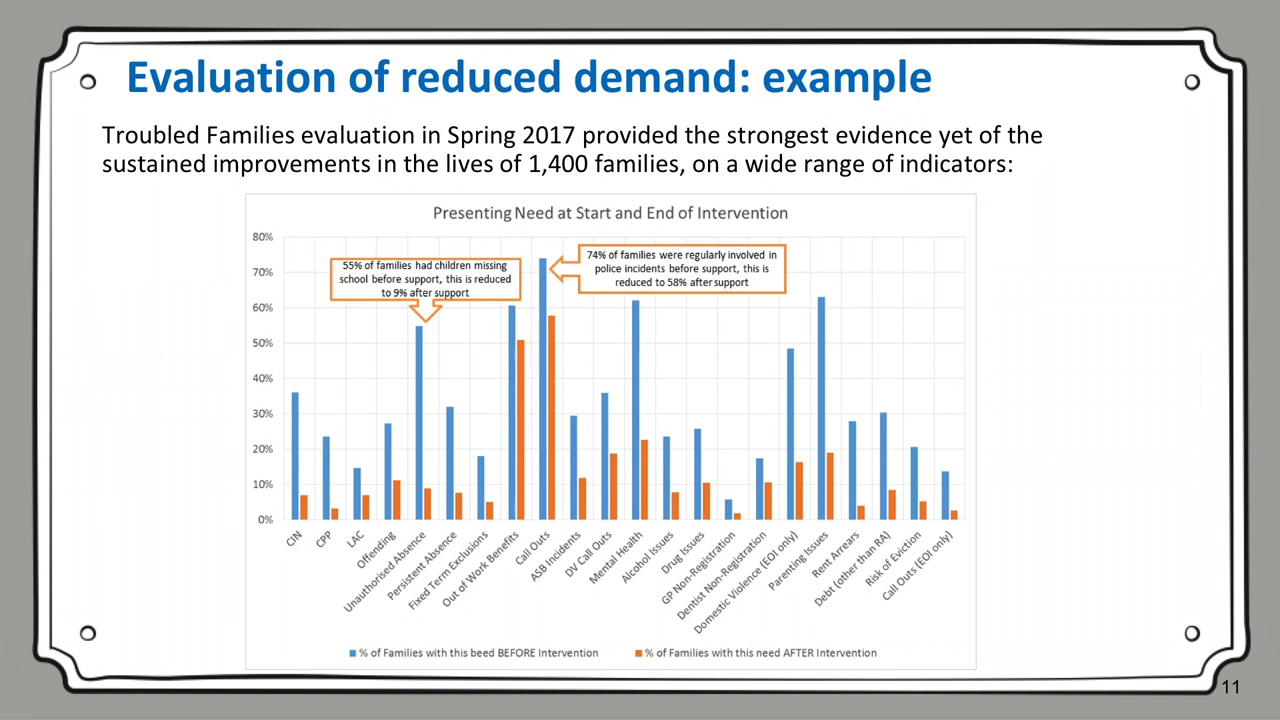 Evaluation of reduced demand: example
Troubled Families evaluation in Spring 2017 provided the strongest evidence yet of the
sustained improvements in the lives of 1,400 families, on a wide range of indicators:
Presenting Need at Start and End of Intervention
80%
70%
60%
50%
40%
30%
20%
10%
0%
55% of families had children missing
school before support, this is reduced
to 9% after support
74% of families were regularly involved in
police incidents before support, this is
reduced to 58% after support
CIN
CPP
LAC
Offending
Unauthorised Absence
Persistent Absence
Fixed Term Exclusions
Out of Work Benefits
Call Outs
ASB Incidents
DV Call Outs
Mental Health
Alcohol Issues
Drug Issues
GP Non-Registration
Dentist Non-Registration
Domestic Violence (EOI only)
Parenting Issues
Rent Arrears
Debt (other than RA)
Risk of Eviction
Call Outs (EOI only)
% of Families with this beed BEFORE Intervention
% of Families with this need AFTER Intervention
11